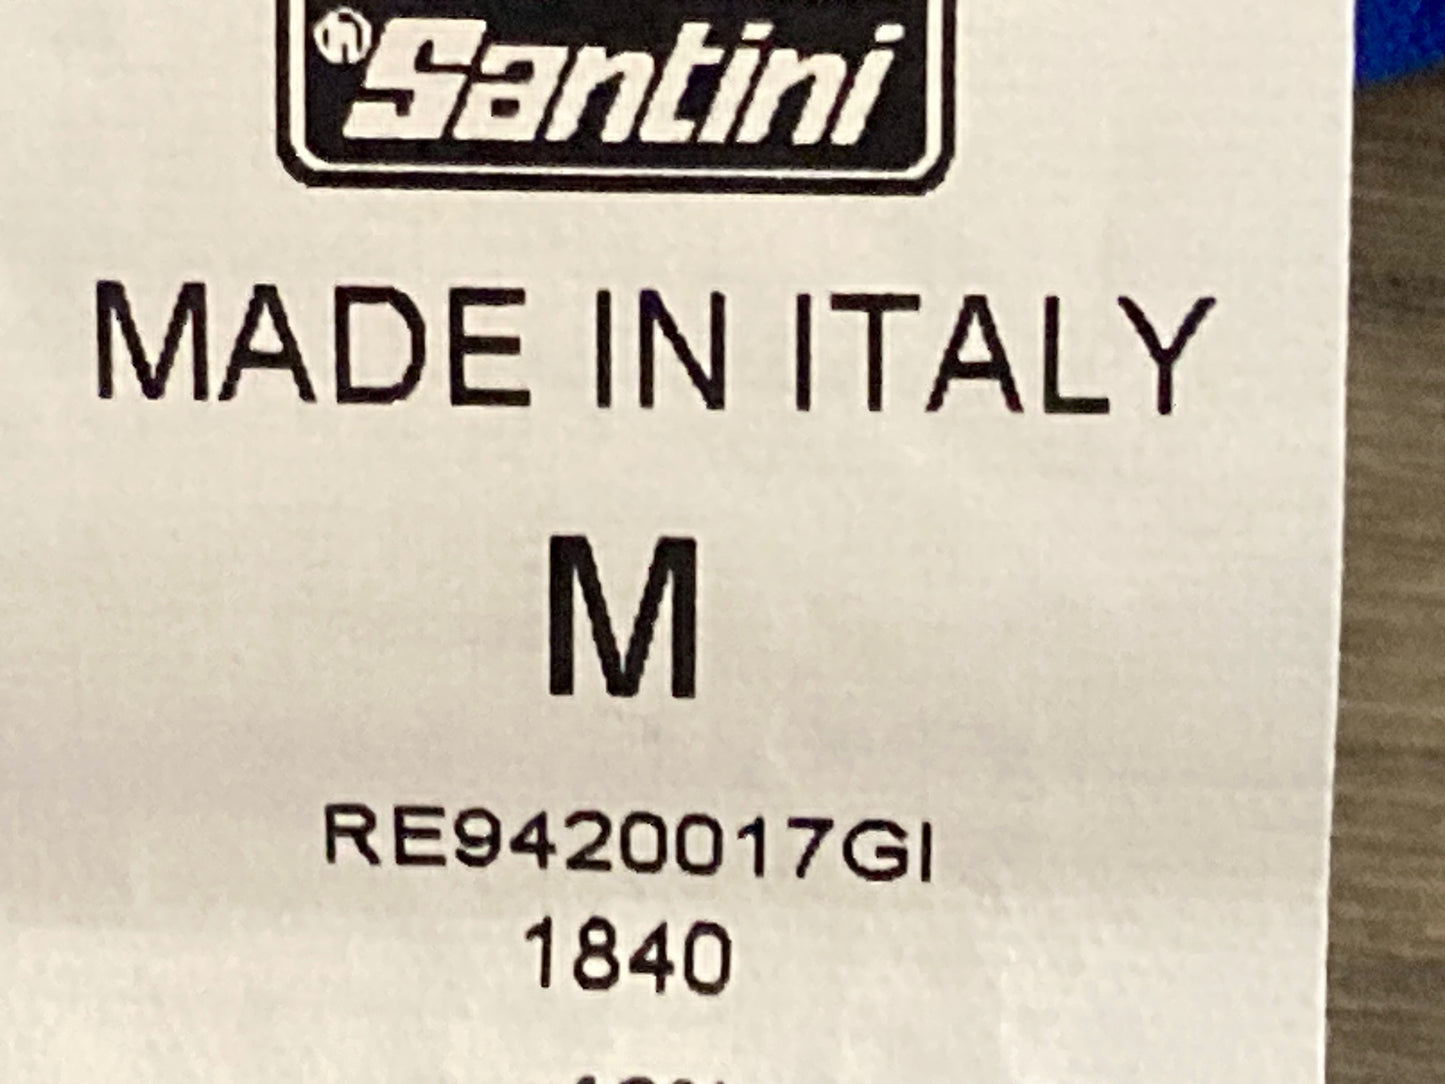 Santini
MADE IN ITALY
M
RE9420017GI
1840